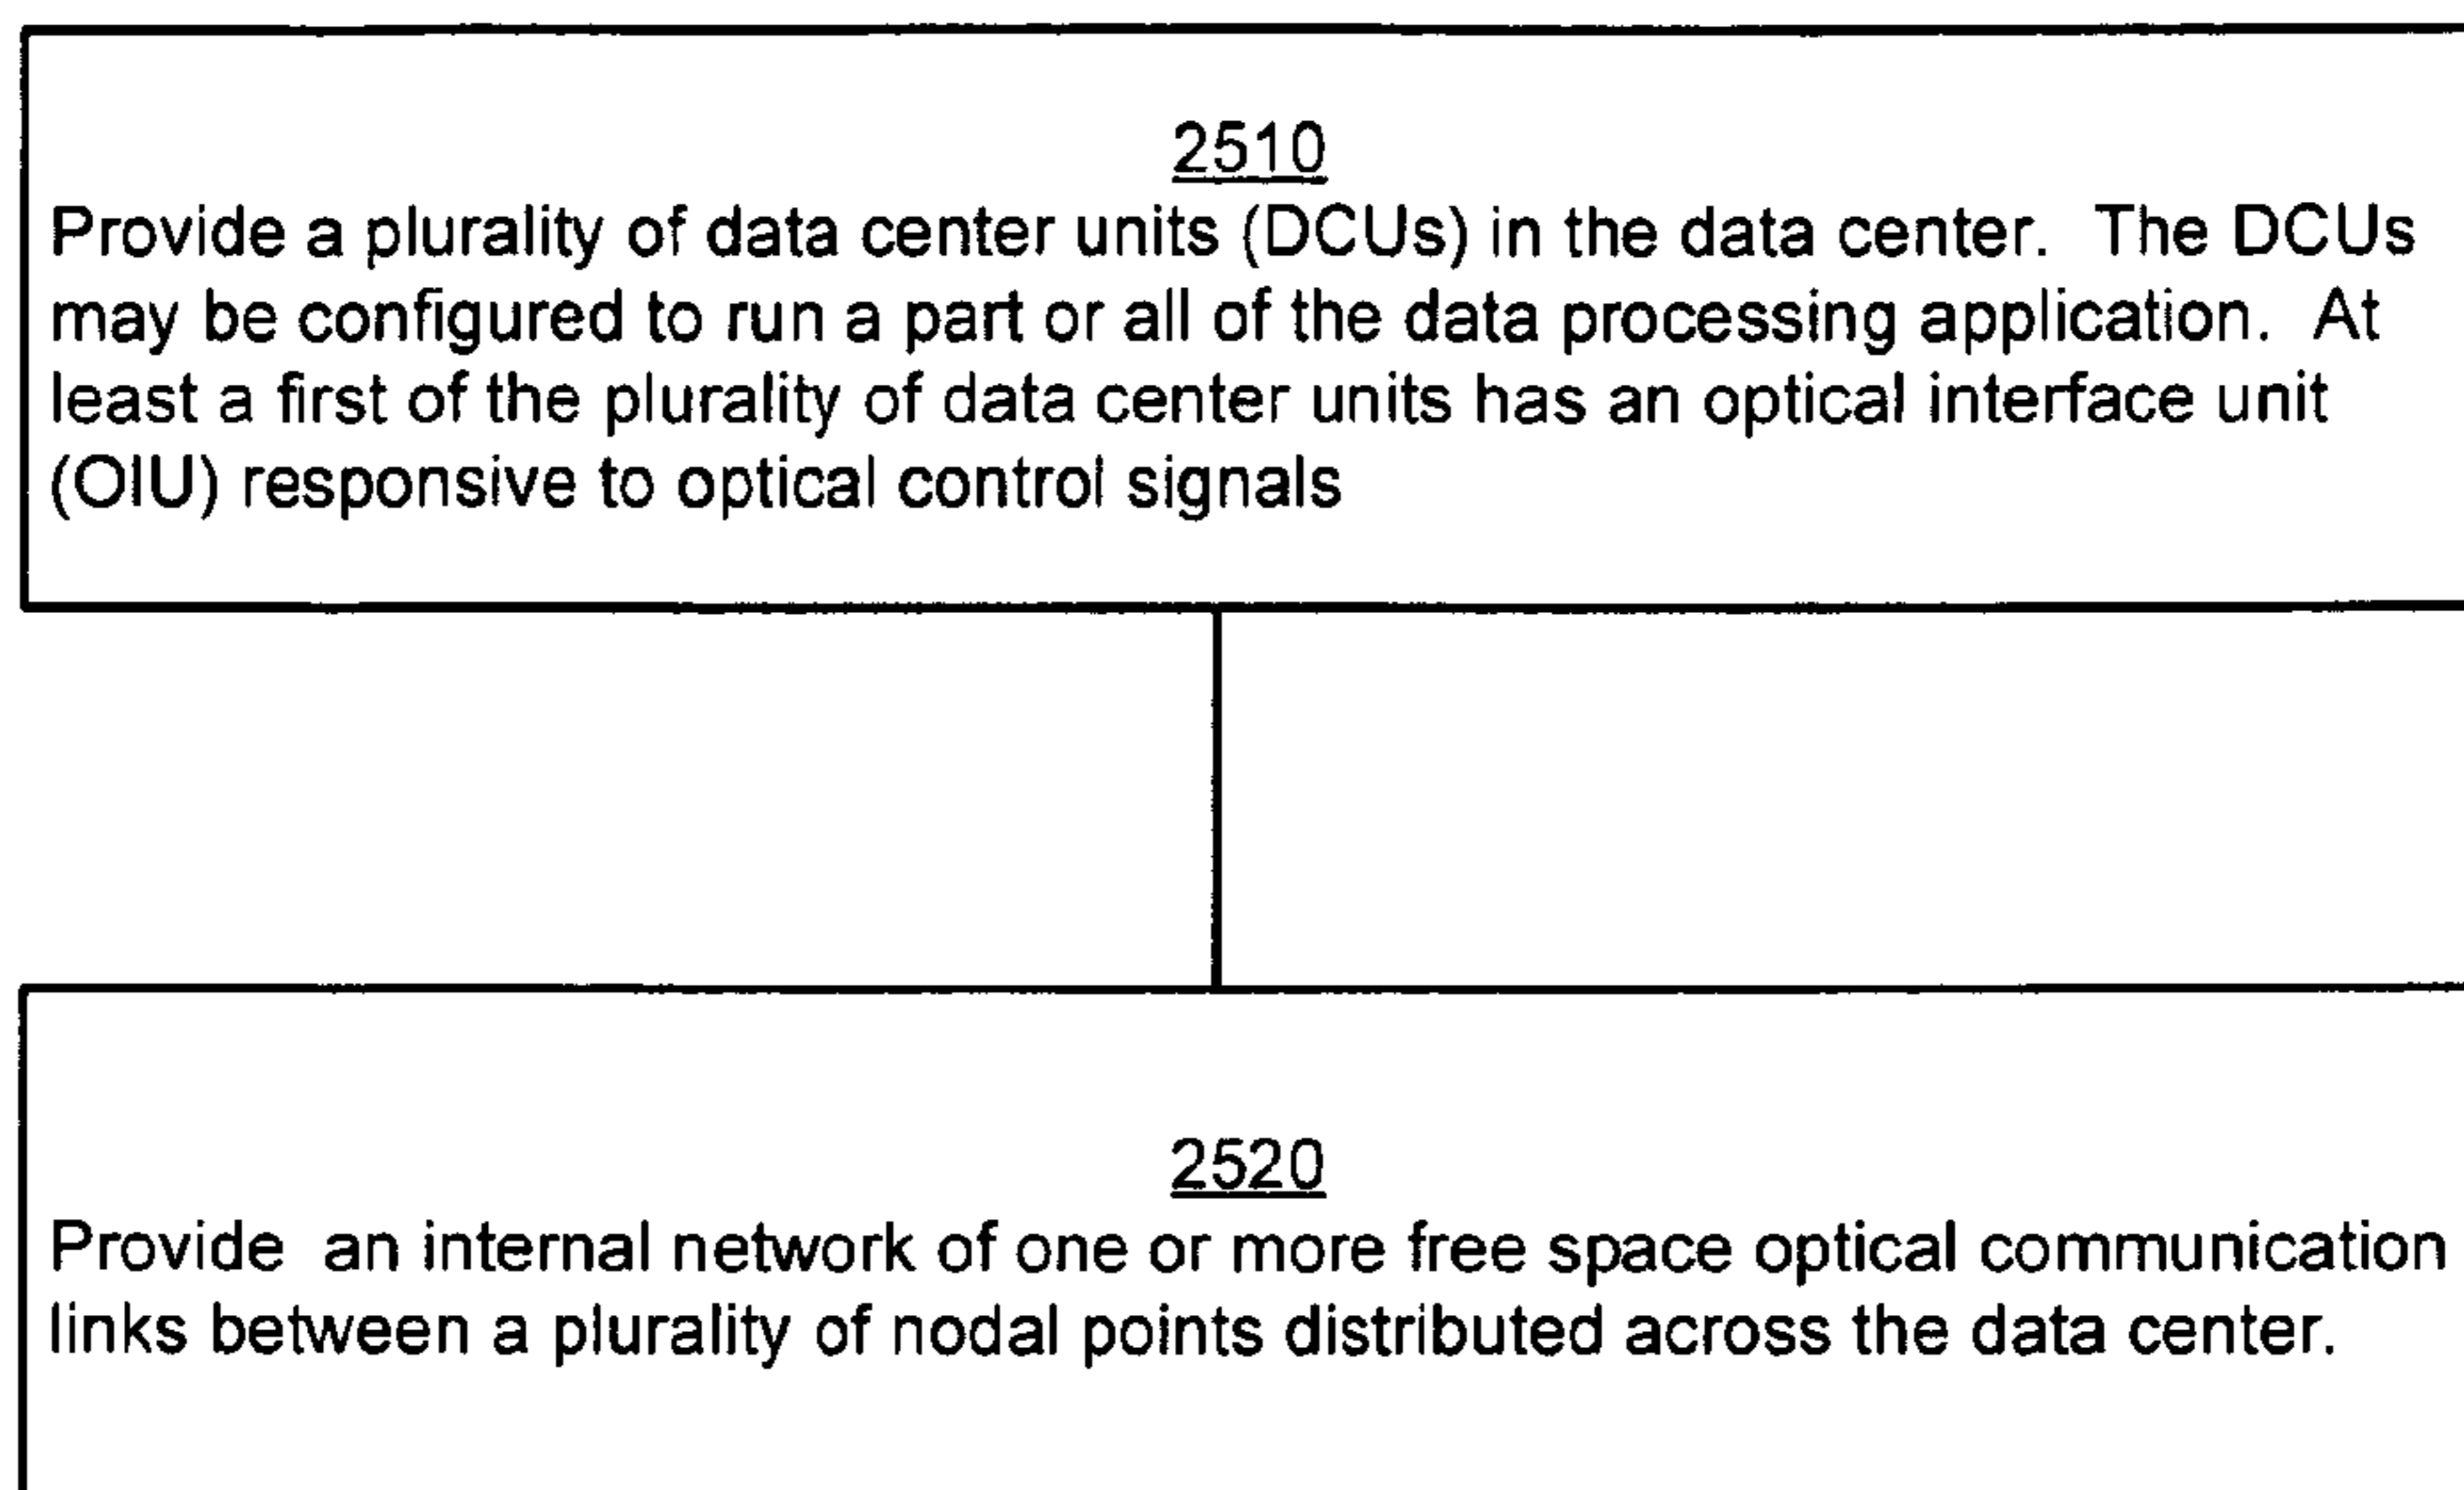 2510
Provide a plurality of data center units (DCUs) in the data center. The DCUs
may be configured to run a part or all of the data processing application. At
least a first of the plurality of data center units has an optical interface unit
(OIU) responsive to optical control signals
2520
Provide an internal network of one or more free space optical communication
links between a plurality of nodal points distributed across the data center.